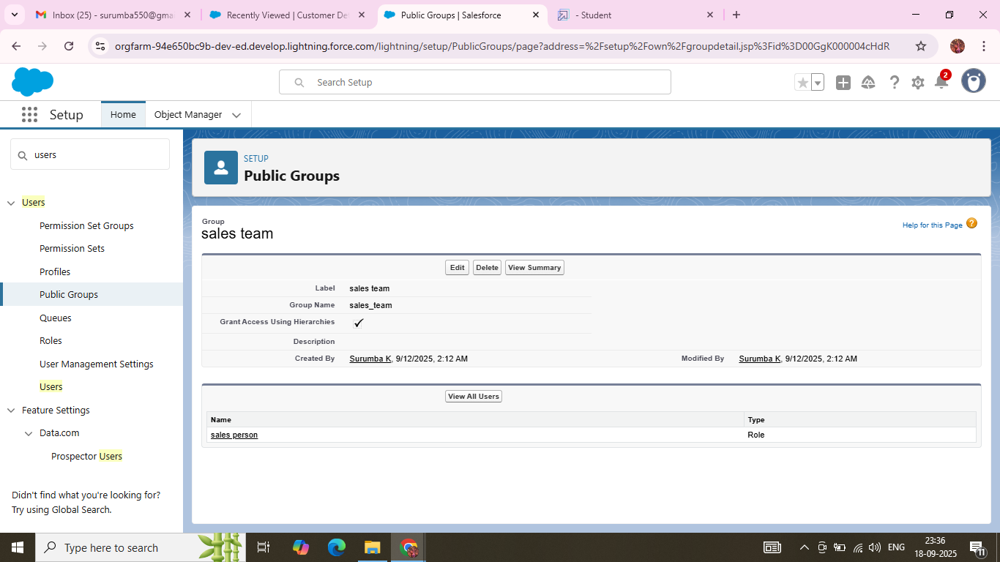 Inbox (25) - surumba550@gmai
Recently Viewed | Customer Det
Public Groups | Salesforce
- Student
orgfarm-94e650bc9b-dev-ed.develop.lightning.force.com/lightning/setup/PublicGroups/page?address=%2Fsetup%2Fown%2Fgroupdetail.jsp%3Fid%3D00GgK000004cHdR
Search Setup
2
Setup
Home
Object Manager
users
SETUP
Public Groups
Users
Permission Set Groups
Permission Sets
Profiles
Public Groups
Queues
Roles
User Management Settings
Users
Feature Settings
Data.com
Prospector Users
Didn't find what you're looking for?
Try using Global Search.
Group
sales team
Help for this Page ?
Edit Delete View Summary
Label sales team
Group Name sales_team
Grant Access Using Hierarchies
Description
Created By Surumba K, 9/12/2025, 2:12 AM Modified By Surumba K, 9/12/2025, 2:12 AM
View All Users
Name Type
sales person Role
Type here to search
ENG
23:36
18-09-2025
11